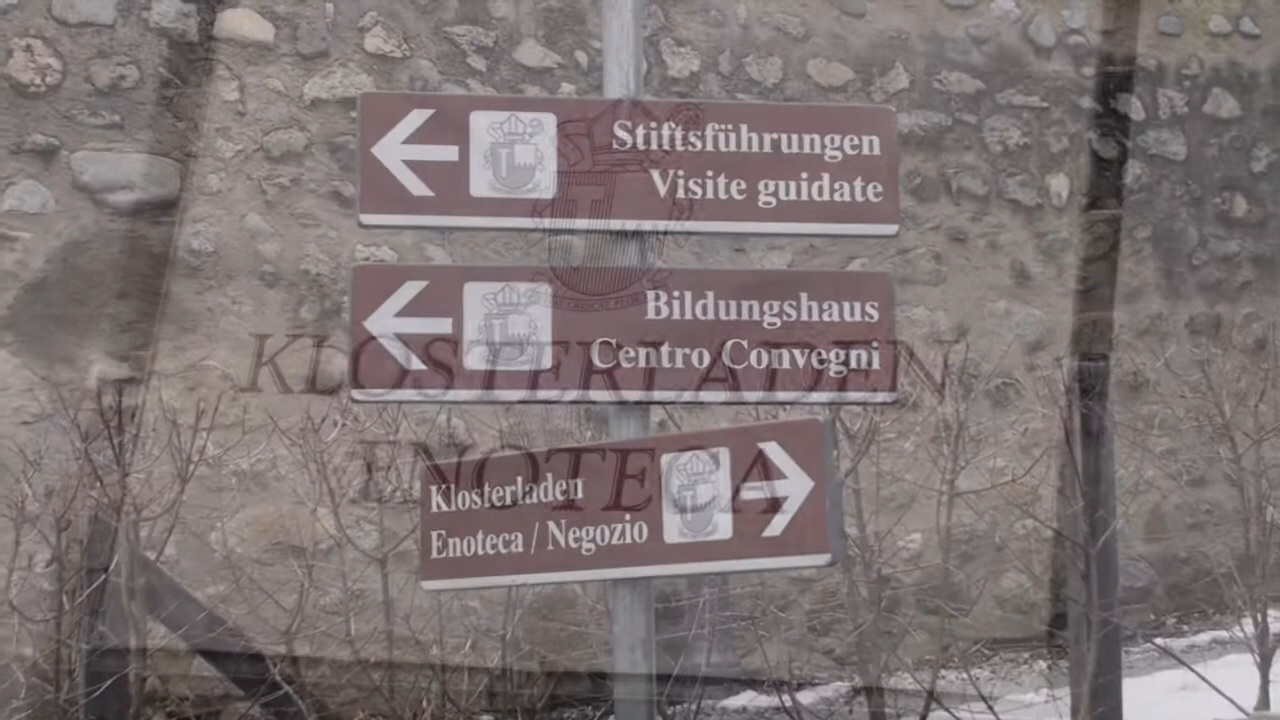 Stiftsführungen
Visite guidate
Bildungshaus
Centro Convegni
KLOSTERLADEN
ENOTECA
Klosterladen
Enoteca / Negozio